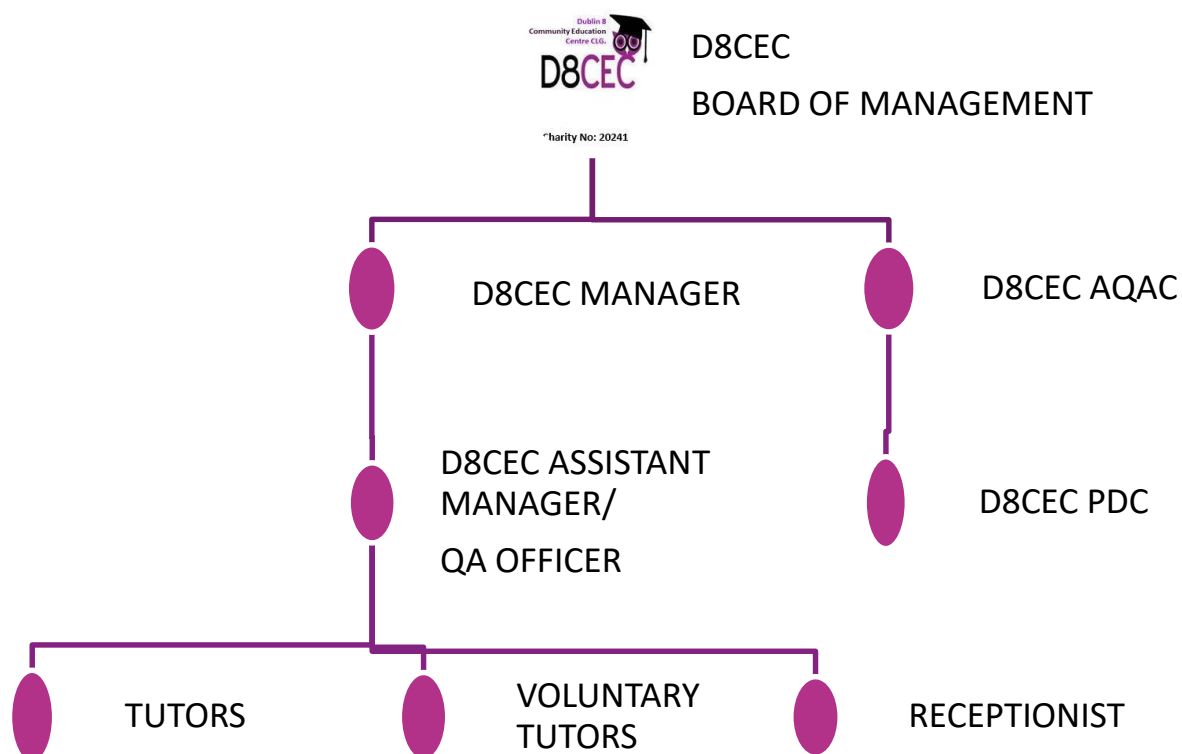 Dublin 8
Community Education
Centre CLG.
D8CEC
Charity No: 20241
D8CEC
BOARD OF MANAGEMENT
D8CEC MANAGER
D8CEC AQAC
D8CEC ASSISTANT
MANAGER/
QA OFFICER
D8CEC PDC
TUTORS
VOLUNTARY
TUTORS
RECEPTIONIST